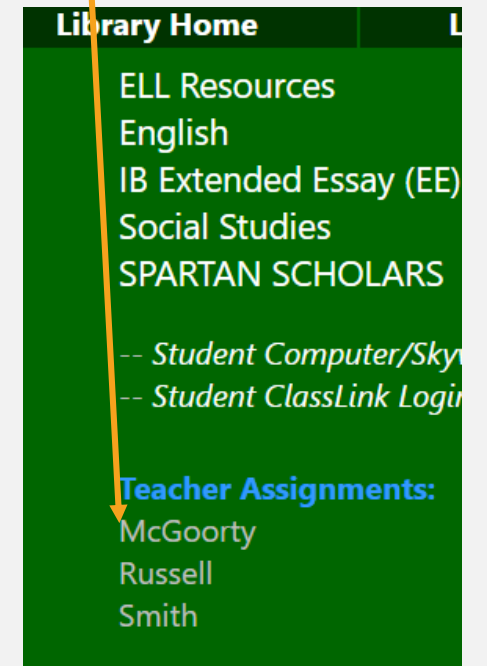 Library Home L
ELL Resources
English
IB Extended Essay (EE)
Social Studies
SPARTAN SCHOLARS
-- Student Computer/Sky
-- Student ClassLink Login
Teacher Assignments:
McGoorty
Russell
Smith